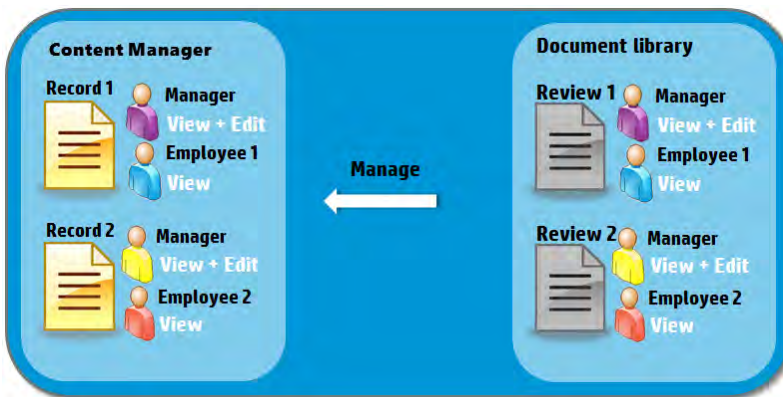 Content Manager
Record 1
Manager
View + Edit
Employee 1
View
Record 2
Manager
View + Edit
Employee 2
View
Manage
Document library
Review 1
Manager
View + Edit
Employee 1
View
Review 2
Manager
View + Edit
Employee 2
View